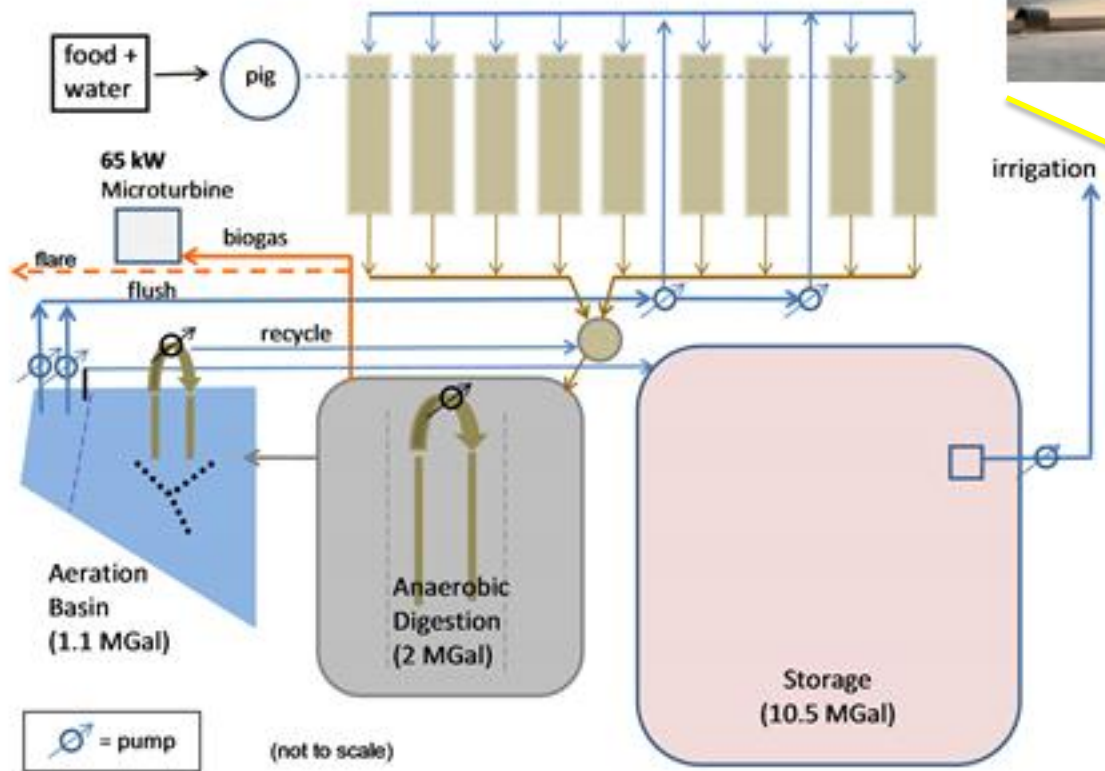 food +
water
pig
65 kW
Microturbine
irrigation
biogas
flare
flush
recycle
Aeration
Basin
(1.1 MGal)
Anaerobic
Digestion
(2 MGal)
Storage
(10.5 MGal)
= pump
(not to scale)